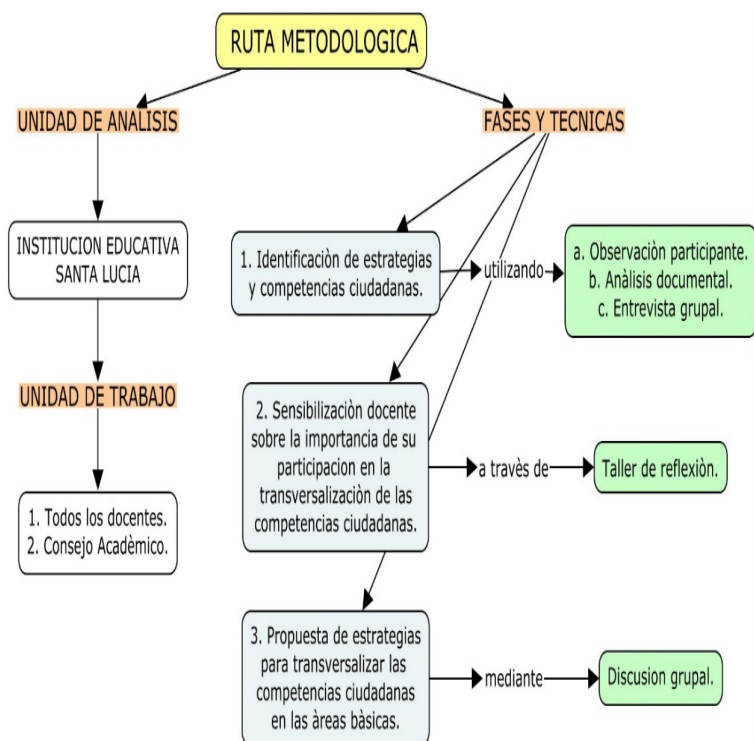 RUTA METODOLOGICA
UNIDAD DE ANALISIS
FASES Y TECNICAS
INSTITUCION EDUCATIVA
SANTA LUCIA
1. Identificaciòn de estrategias
y competencias ciudadanas.
utilizando
a. Observaciòn participante.
b. Anàlisis documental.
c. Entrevista grupal.
UNIDAD DE TRABAJO
2. Sensibilizaciòn docente
sobre la importancia de su
participacion en la
transversalizaciòn de las
competencias ciudadanas.
a travès de
Taller de reflexiòn.
1. Todos los docentes.
2. Consejo Acadèmico.
3. Propuesta de estrategias
para transversalizar las
competencias ciudadanas
en las àreas bàsicas.
mediante
Discusion grupal.